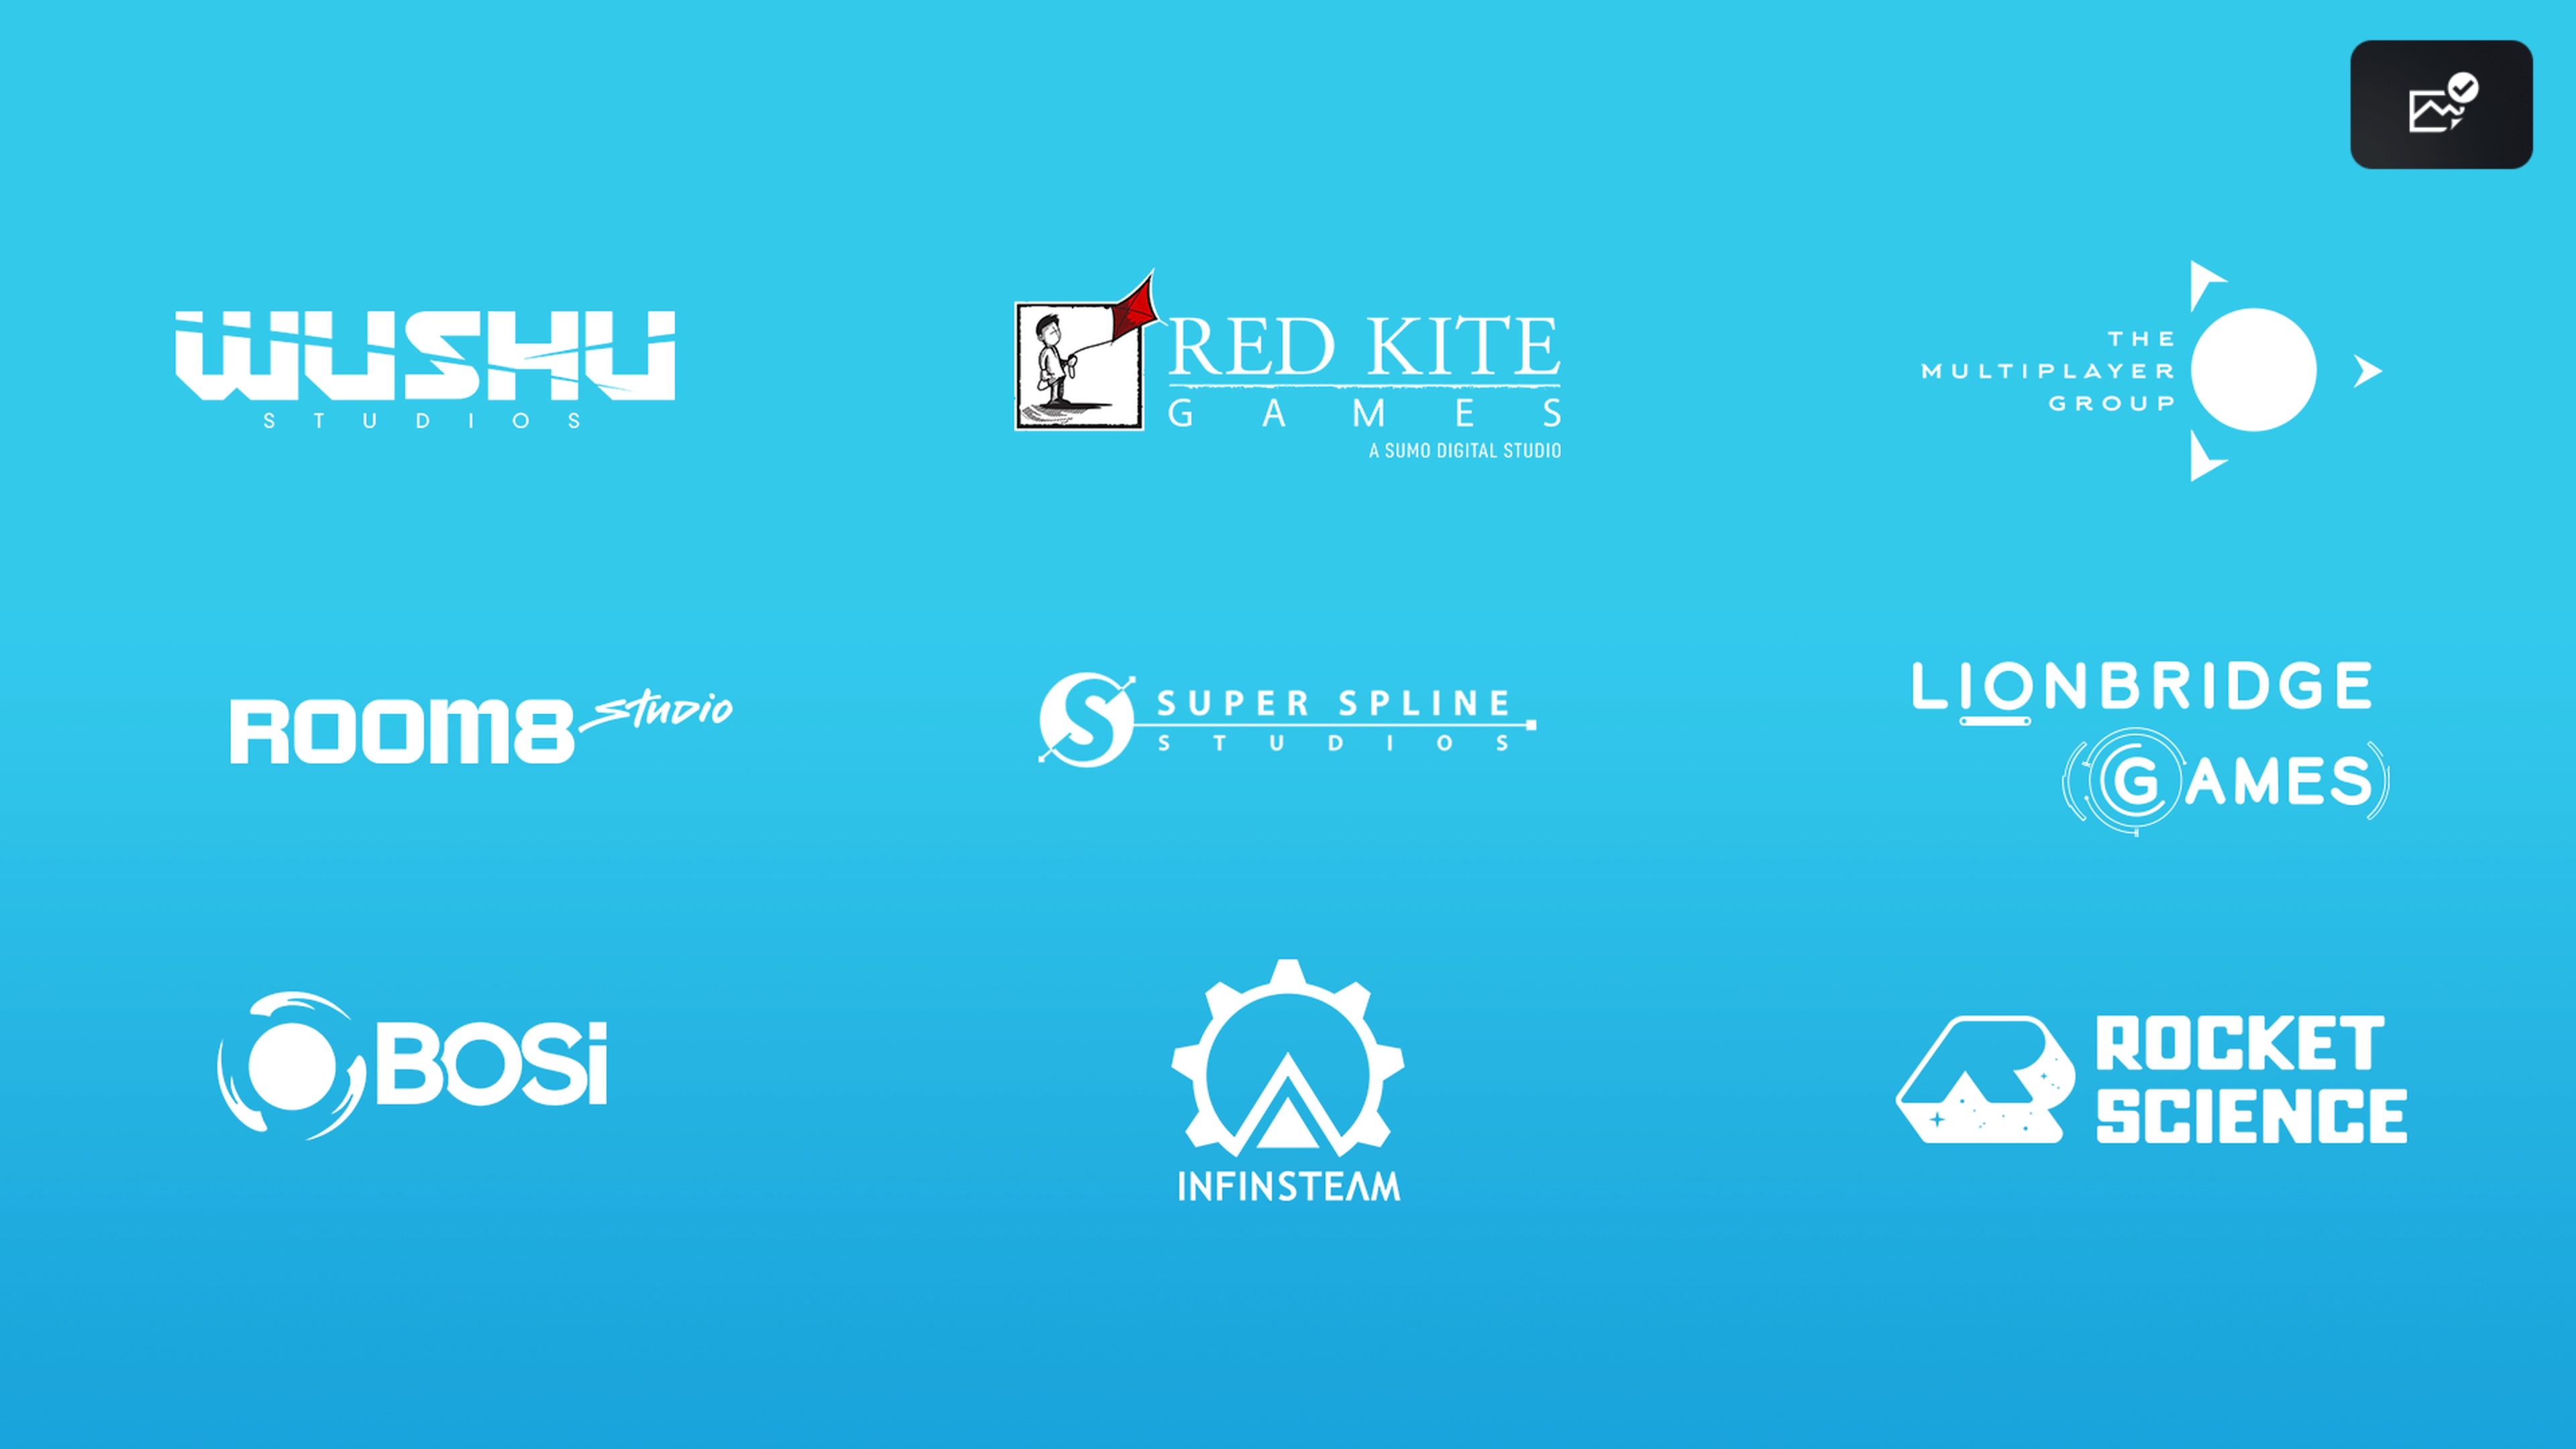 WUSHU
STUDIOS
RED KITE
GAMES
A SUMO DIGITAL STUDIO
THE
MULTIPLAYER
GROUP
ROOM8 studio
SUPER SPLINE
STUDIOS
LIONBRIDGE
GAMES
BOSi
INFINSTEAM
ROCKET
SCIENCE